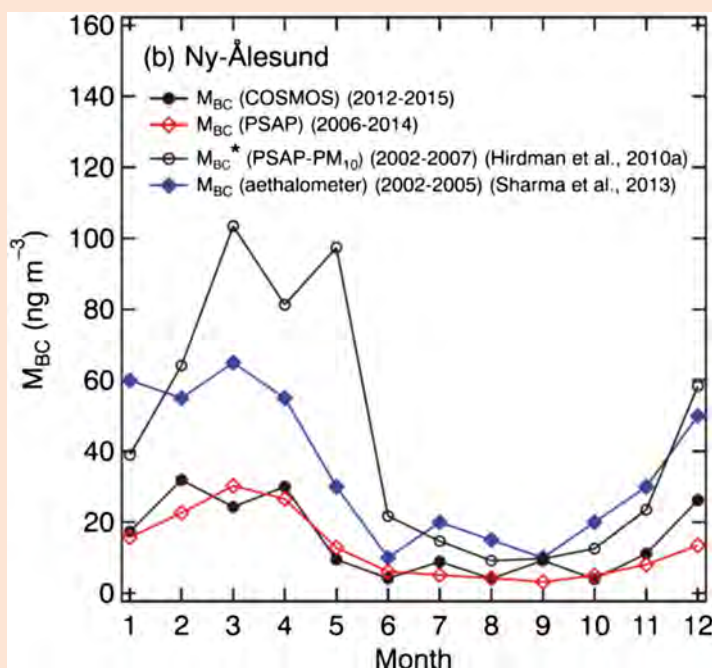 160
140
120
100
80
60
40
20
0
M_BC (ng m⁻³)
(b) Ny-Ålesund
M_BC (COSMOS) (2012-2015)
M_BC (PSAP) (2006-2014)
M_BC* (PSAP-PM₁₀) (2002-2007) (Hirdman et al., 2010a)
M_BC (aethalometer) (2002-2005) (Sharma et al., 2013)
1 2 3 4 5 6 7 8 9 10 11 12
Month